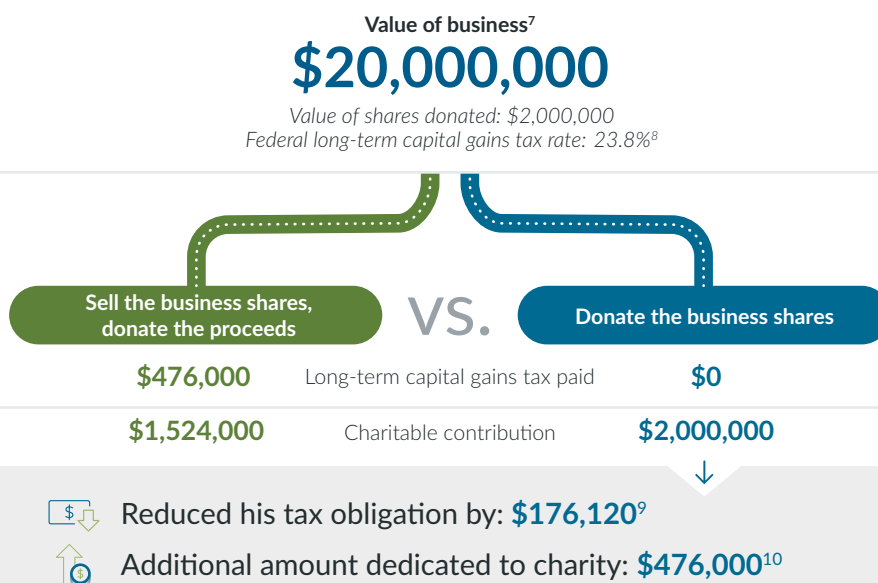 Value of business⁷
$20,000,000
Value of shares donated: $2,000,000
Federal long-term capital gains tax rate: 23.8%⁸
Sell the business shares,
donate the proceeds
vs.
Donate the business shares
$476,000 Long-term capital gains tax paid $0
$1,524,000 Charitable contribution $2,000,000
$ Reduced his tax obligation by: $176,120⁹
$ Additional amount dedicated to charity: $476,000¹⁰